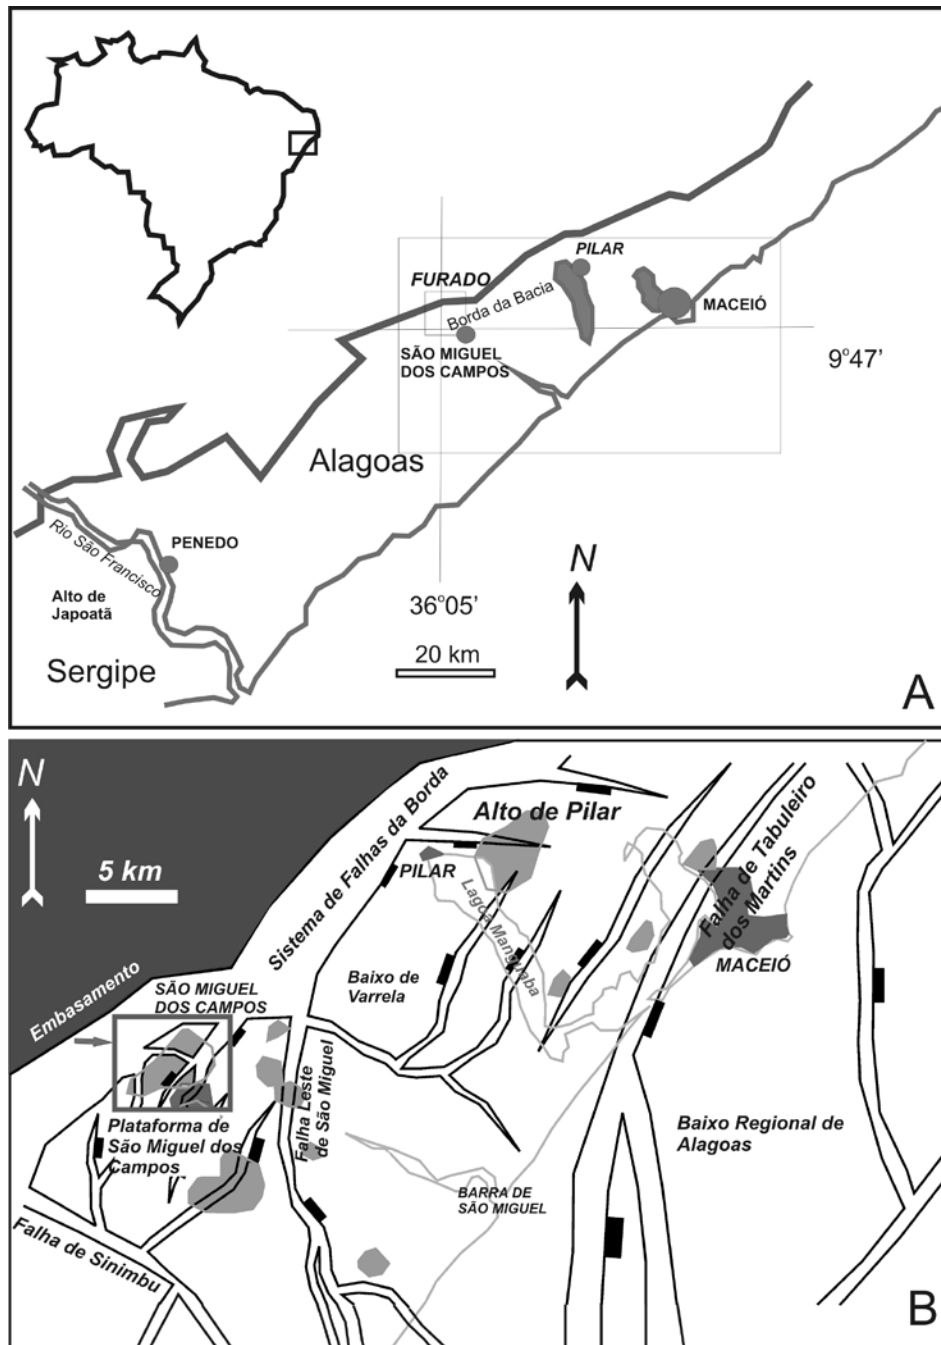 A
PILAR
FURADO
Borda da Bacia
MACEIÓ
SÃO MIGUEL
DOS CAMPOS
9°47'
Alagoas
Rio São Francisco
PENEDO
Alto de
Japoatã
36°05'
N
20 km
Sergipe
A
N
5 km
Embasamento
Sistema de Falhas da Borda
Alto de Pilar
PILAR
Lagoa Manguaba
Falha de Tabuleiro
dos Martins
MACEIÓ
Baixo de
Varrela
SÃO MIGUEL
DOS CAMPOS
Falha Leste
de São Miguel
Plataforma de
São Miguel dos
Campos
Baixo Regional de
Alagoas
BARRA DE
SÃO MIGUEL
Falha de Sinimbu
B